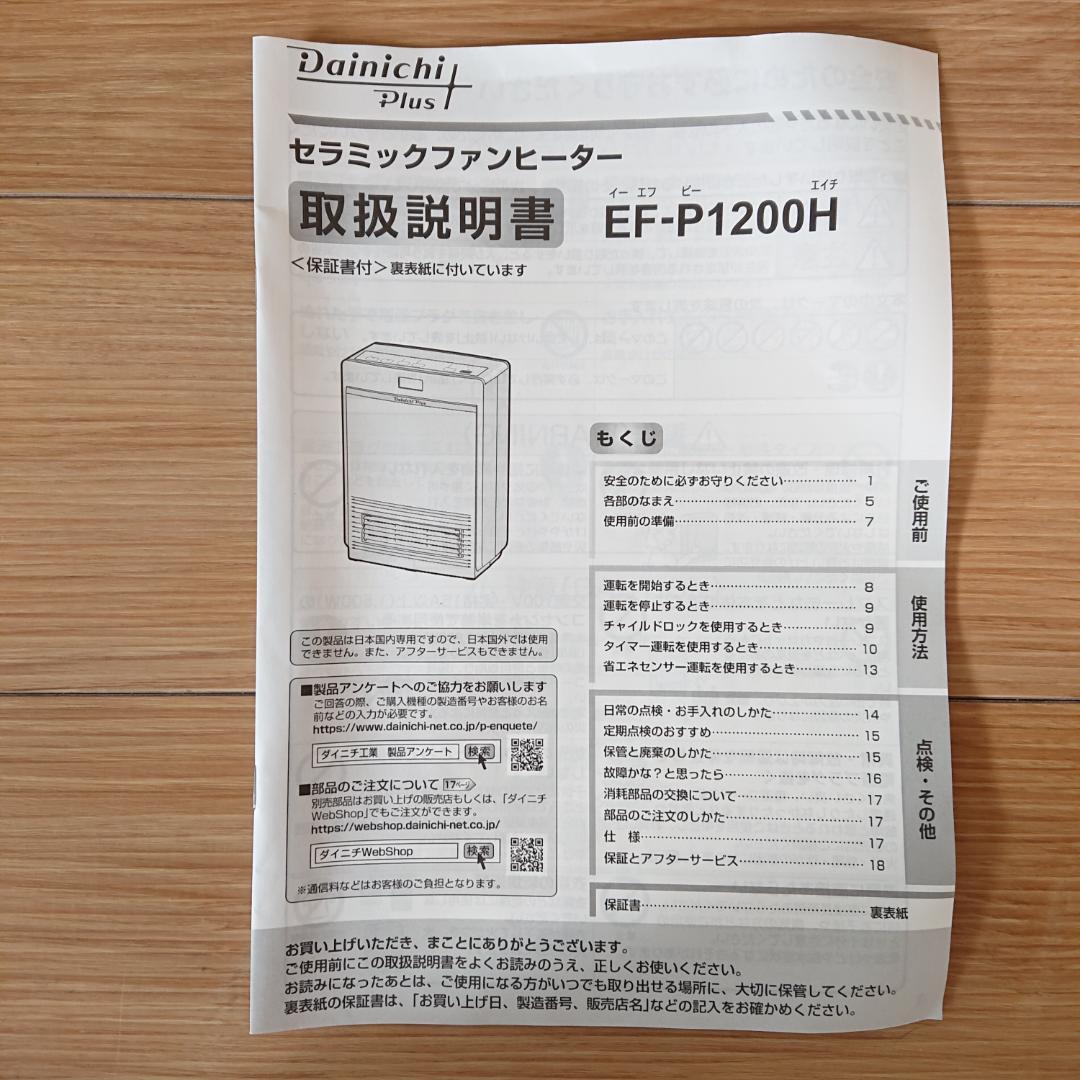 Dainichi
Plus
セラミックファンヒーター
取扱説明書
イー エフ ピー エイチ
EF-P1200H
＜保証書付＞裏表紙に付いています
Dainichi Plus
この製品は日本国内専用ですので、日本国外では使用
できません。また、アフターサービスもできません。
■製品アンケートへのご協力をお願いします
ご回答の際、ご購入機種の製造番号やお客様のお名
前などの入力が必要です。
https://www.dainichi-net.co.jp/p-enquete/
ダイニチ工業 製品アンケート 検索
■部品のご注文について 17ページ
別売部品はお買い上げの販売店もしくは、「ダイニチ
WebShop」でもご注文ができます。
https://webshop.dainichi-net.co.jp/
ダイニチWebShop 検索
※通信料などはお客様のご負担となります。
もくじ
安全のために必ずお守りください 1
各部のなまえ 5
使用前の準備 7
ご使用前
運転を開始するとき 8
運転を停止するとき 9
チャイルドロックを使用するとき 9
タイマー運転を使用するとき 10
省エネセンサー運転を使用するとき 13
使用方法
日常の点検・お手入れのしかた 14
定期点検のおすすめ 15
保管と廃棄のしかた 15
故障かな？と思ったら 16
消耗部品の交換について 17
部品のご注文のしかた 17
仕 様 17
保証とアフターサービス 18
点検・その他
保証書 裏表紙
お買い上げいただき、まことにありがとうございます。
ご使用前にこの取扱説明書をよくお読みのうえ、正しくお使いください。
お読みになったあとは、ご使用になる方がいつでも取り出せる場所に、大切に保管してください。
裏表紙の保証書は、「お買い上げ日、製造番号、販売店名」などの記入をお確かめください。